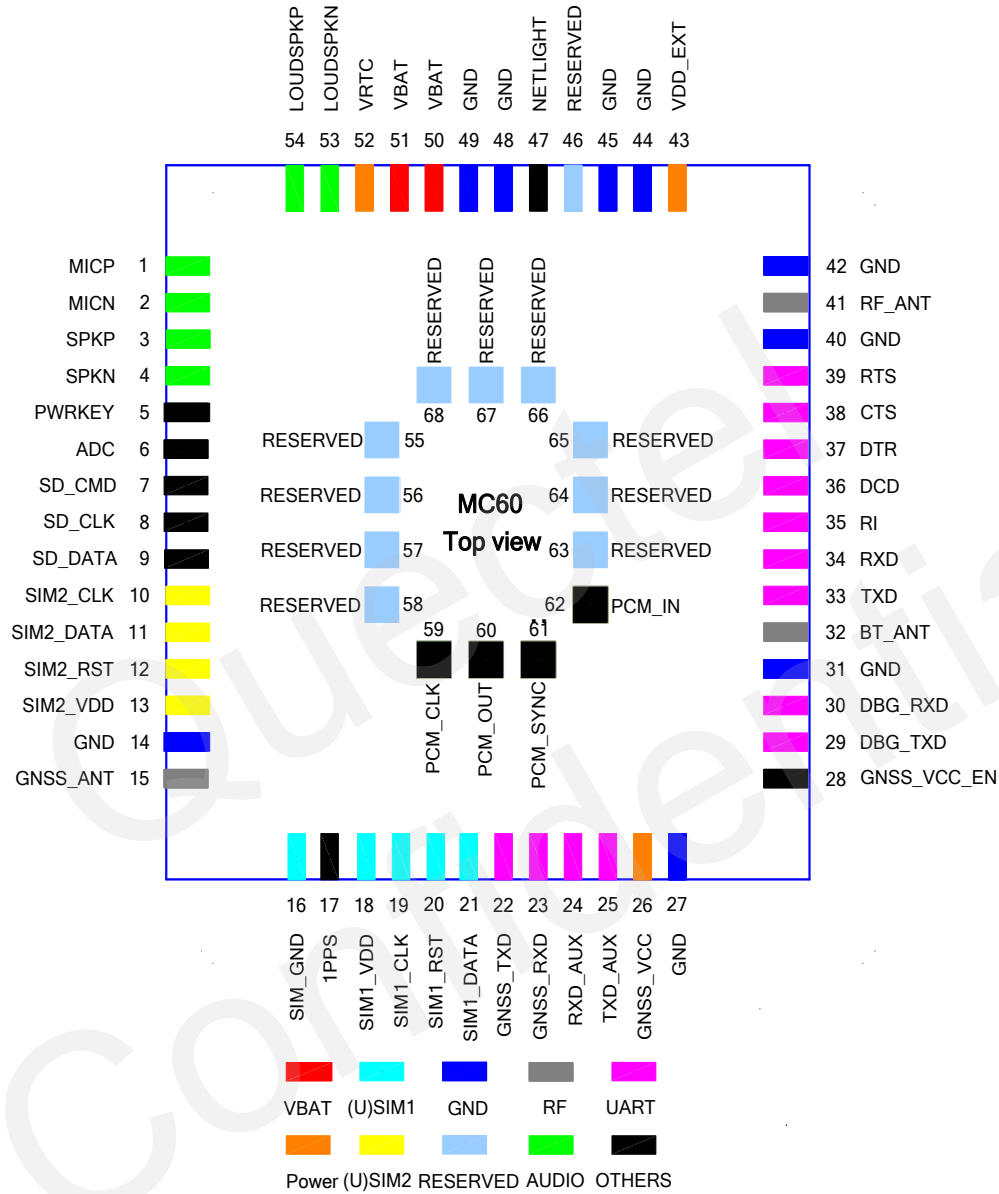 LOUDSPKP
LOUDSPKN
VRTC
VBAT
VBAT
GND
GND
NETLIGHT
RESERVED
GND
GND
VDD_EXT
54 53 52 51 50 49 48 47 46 45 44 43
MICP 1
MICN 2
SPKP 3
SPKN 4
PWRKEY 5
ADC 6
SD_CMD 7
SD_CLK 8
SD_DATA 9
SIM2_CLK 10
SIM2_DATA 11
SIM2_RST 12
SIM2_VDD 13
GND 14
GNSS_ANT 15
RESERVED
RESERVED
RESERVED
68 67 66
RESERVED 55
RESERVED 56
RESERVED 57
RESERVED 58
MC60
Top view
65 RESERVED
64 RESERVED
63 RESERVED
62 PCM_IN
59 60 61
PCM_CLK
PCM_OUT
PCM_SYNC
42 GND
41 RF_ANT
40 GND
39 RTS
38 CTS
37 DTR
36 DCD
35 RI
34 RXD
33 TXD
32 BT_ANT
31 GND
30 DBG_RXD
29 DBG_TXD
28 GNSS_VCC_EN
16 17 18 19 20 21 22 23 24 25 26 27
SIM_GND
1PPS
SIM1_VDD
SIM1_CLK
SIM1_RST
SIM1_DATA
GNSS_TXD
GNSS_RXD
RXD_AUX
TXD_AUX
GNSS_VCC
GND
VBAT (U)SIM1 GND RF UART
Power (U)SIM2 RESERVED AUDIO OTHERS
Quectel
Confidentia